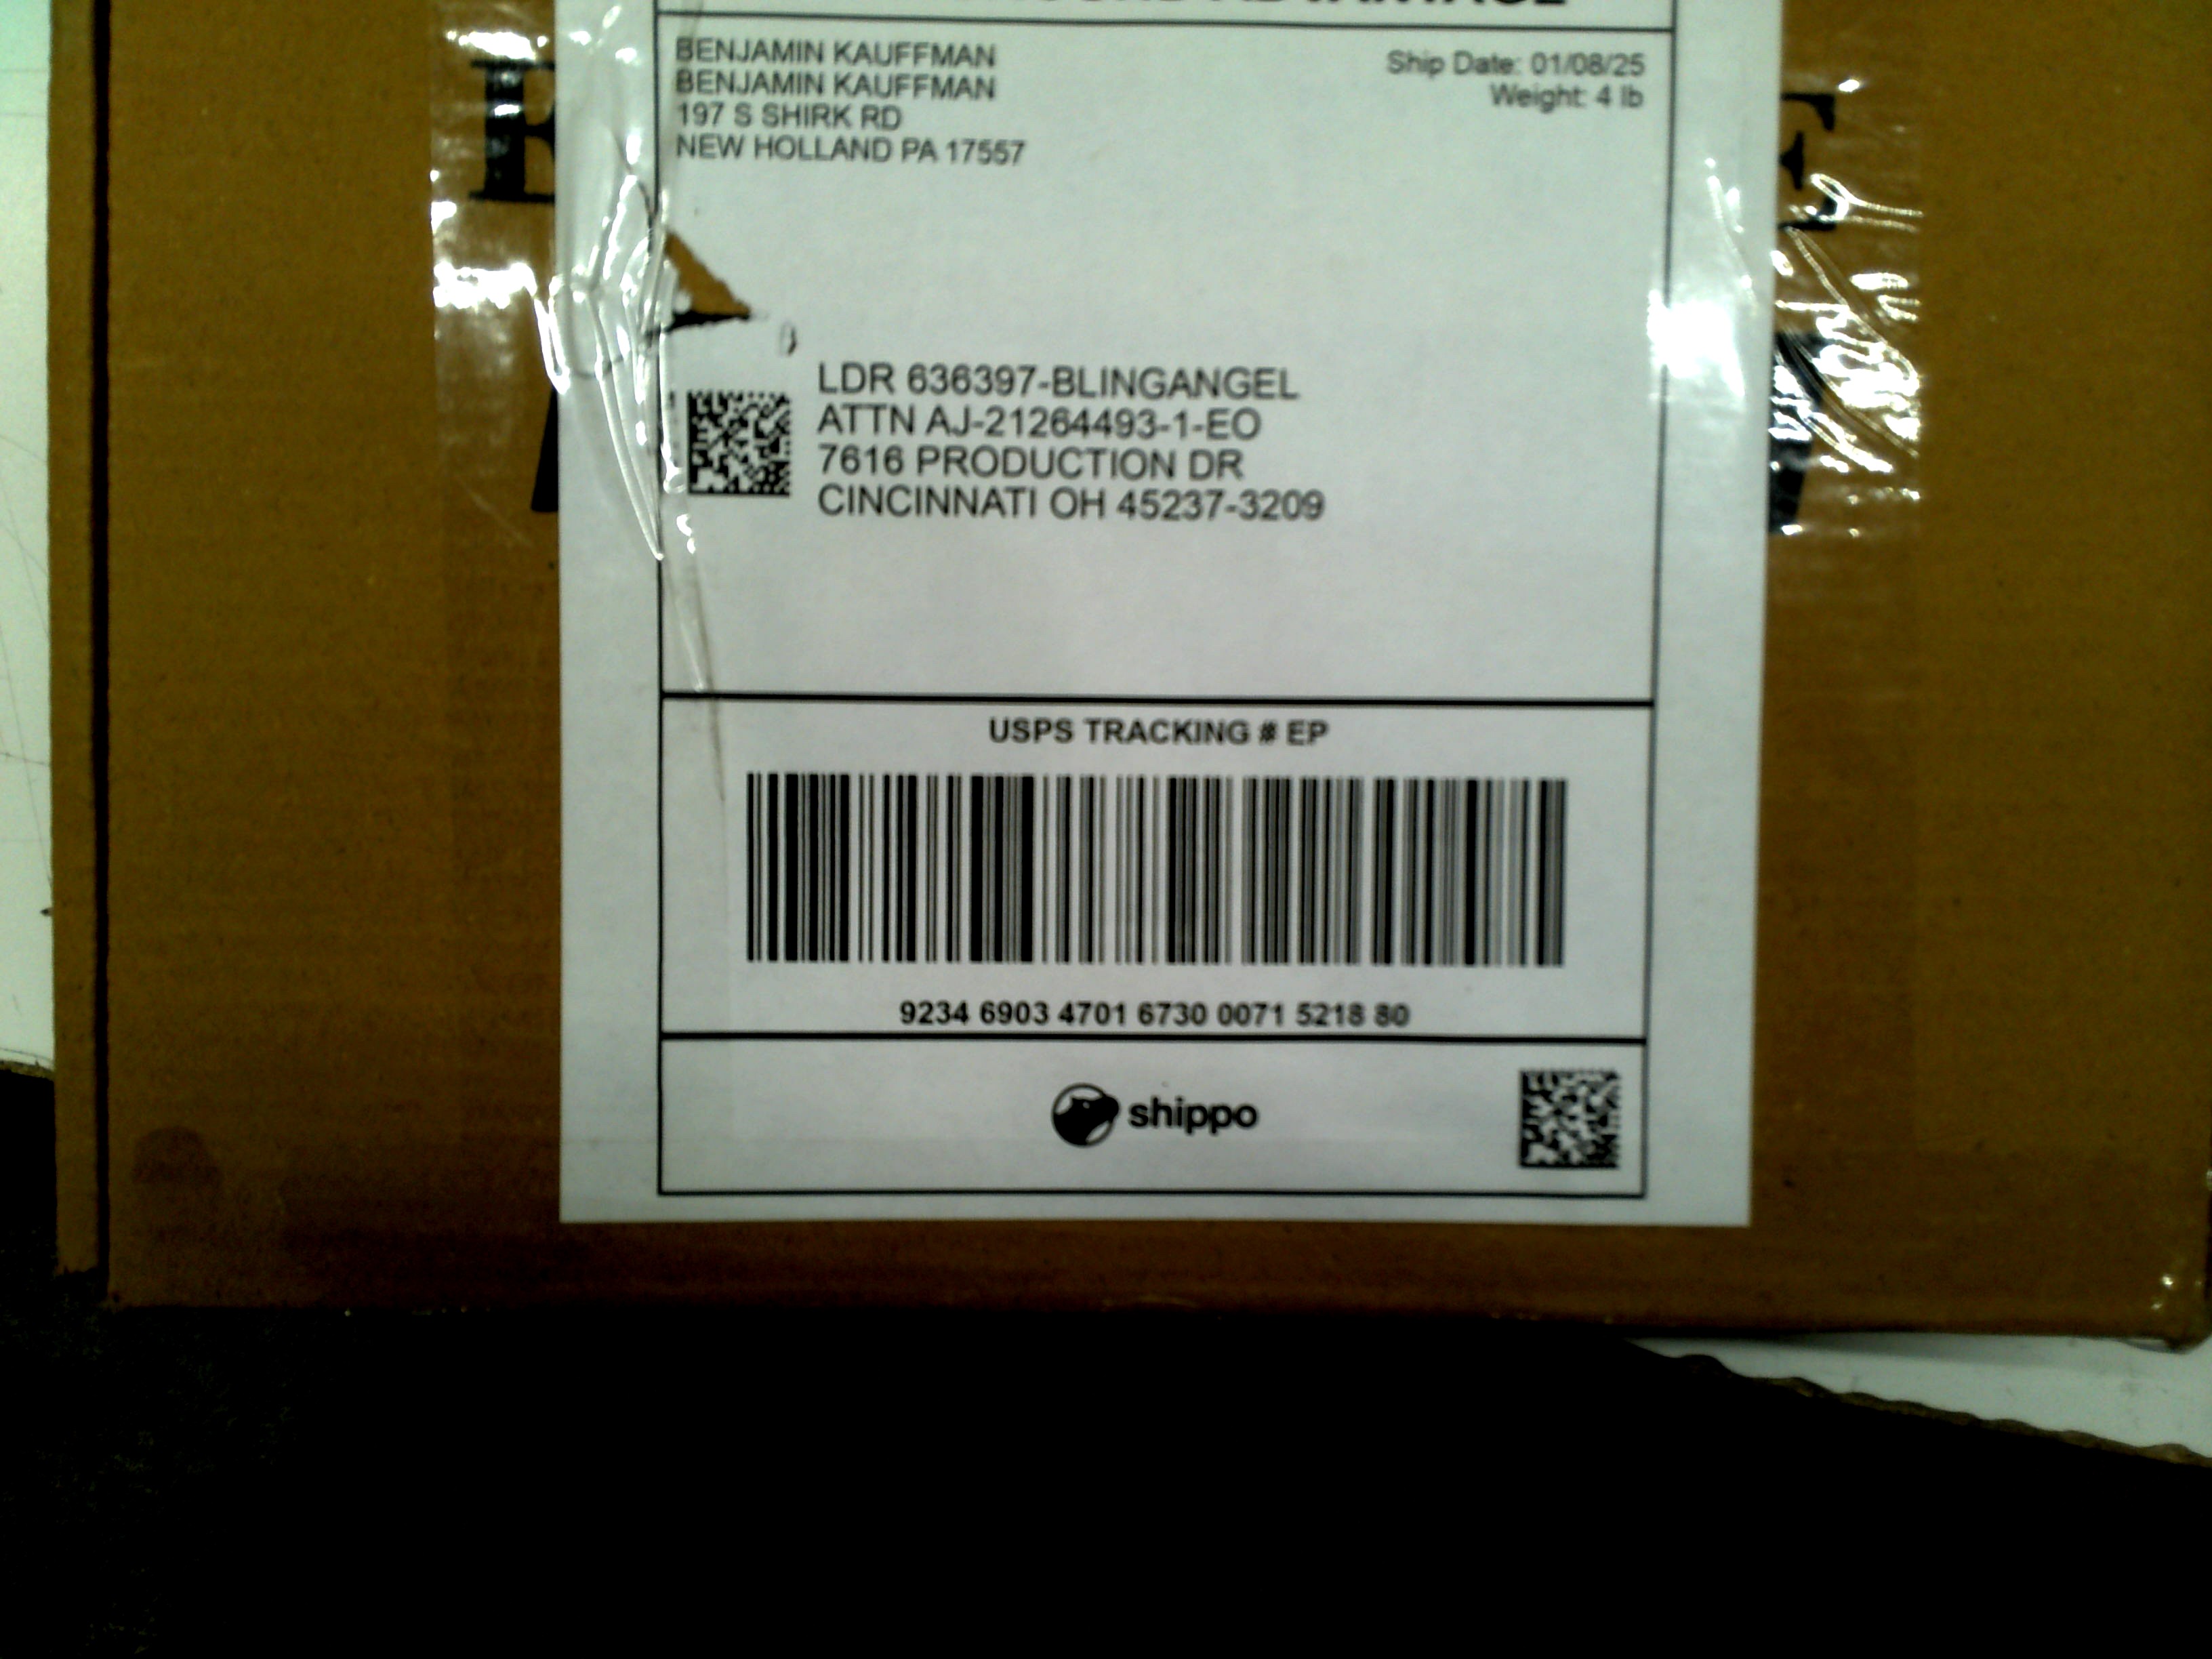 BENJAMIN KAUFFMAN
BENJAMIN KAUFFMAN
197 S SHIRK RD
NEW HOLLAND PA 17557
Ship Date: 01/08/25
Weight: 4 lb
LDR 636397-BLINGANGEL
ATTN AJ-21264493-1-EO
7616 PRODUCTION DR
CINCINNATI OH 45237-3209
USPS TRACKING # EP
9234 6903 4701 6730 0071 5218 80
shippo